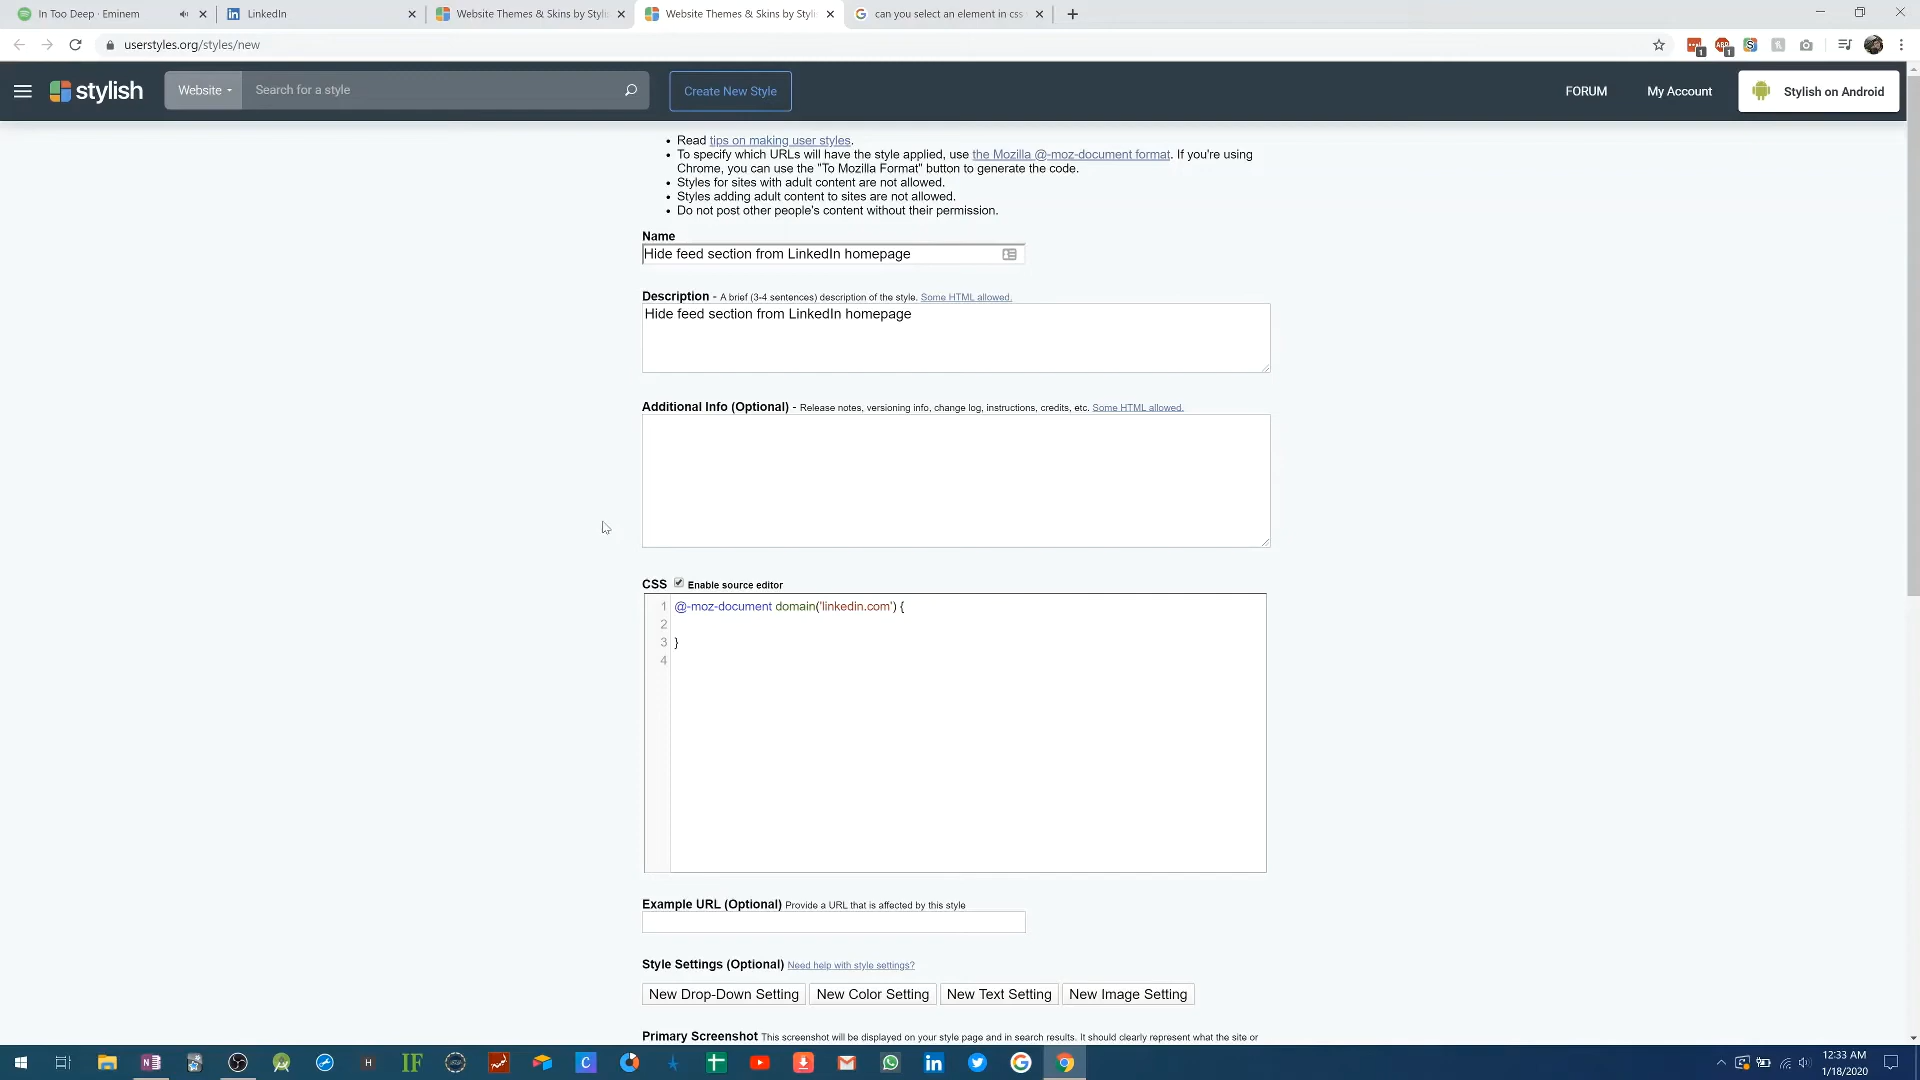 In Too Deep · Eminem
LinkedIn
Website Themes & Skins by Styli
Website Themes & Skins by Styli
can you select an element in css
userstyles.org/styles/new
stylish
Website
Search for a style
Create New Style
FORUM
My Account
Stylish on Android
Read tips on making user styles.
To specify which URLs will have the style applied, use the Mozilla @-moz-document format. If you're using
Chrome, you can use the "To Mozilla Format" button to generate the code.
Styles for sites with adult content are not allowed.
Styles adding adult content to sites are not allowed.
Do not post other people's content without their permission.
Name
Hide feed section from LinkedIn homepage
Description - A brief (3-4 sentences) description of the style. Some HTML allowed.
Hide feed section from LinkedIn homepage
Additional Info (Optional) - Release notes, versioning info, change log, instructions, credits, etc. Some HTML allowed.
CSS Enable source editor
1 @-moz-document domain('linkedin.com') {
2
3 }
4
Example URL (Optional) Provide a URL that is affected by this style
Style Settings (Optional) Need help with style settings?
New Drop-Down Setting
New Color Setting
New Text Setting
New Image Setting
Primary Screenshot This screenshot will be displayed on your style page and in search results. It should clearly represent what the site or
12:33 AM
1/18/2020